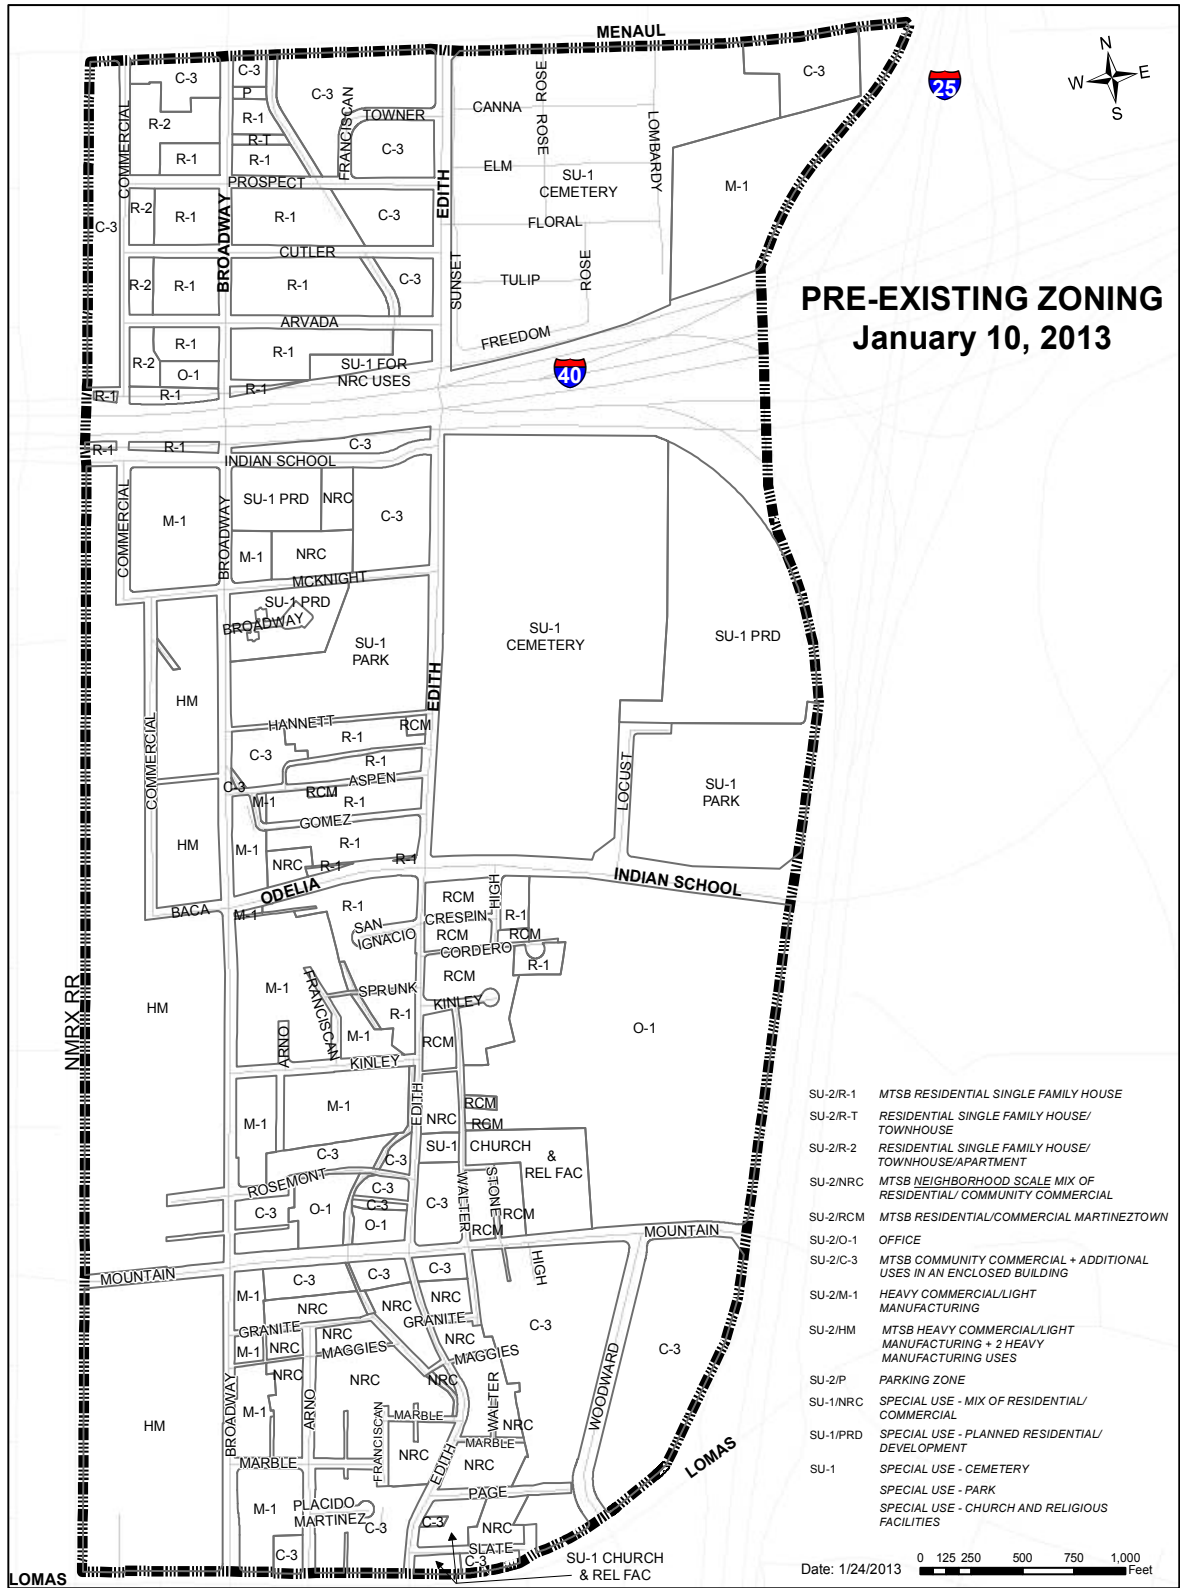 MENAUL
N
W E
S
25
C-3
C-3
C-3
C-3
P
ROSE
CANNA
COMMERCIAL
R-2
R-1
FRANCISCAN
TOWNER
ROSE
LOMBARDY
R-T
R-1
R-1
C-3
ELM
SU-1
CEMETERY
M-1
PROSPECT
EDITH
R-2
R-1
BROADWAY
R-1
C-3
FLORAL
C-3
CUTLER
SUNSET
R-2
R-1
R-1
C-3
TULIP
ROSE
PRE-EXISTING ZONING
January 10, 2013
ARVADA
FREEDOM
R-1
R-2
O-1
R-1
SU-1 FOR
NRC USES
40
R-1
R-1
R-1
R-1
R-1
C-3
INDIAN SCHOOL
COMMERCIAL
M-1
BROADWAY
SU-1 PRD
NRC
C-3
M-1
NRC
MCKNIGHT
SU-1 PRD
BROADWAY
SU-1
PARK
SU-1
CEMETERY
SU-1 PRD
EDITH
HM
COMMERCIAL
HANNETT
RCM
R-1
C-3
R-1
ASPEN
C-3
RCM
M-1
R-1
GOMEZ
LOCUST
SU-1
PARK
HM
M-1
R-1
NRC
R-1
R-1
ODELIA
INDIAN SCHOOL
BACA
M-1
R-1
RCM
HIGH
SAN
IGNACIO
CRESPIN
R-1
RCM
RCM
CORDERO
R-1
NMRX RR
HM
M-1
FRANCISCAN
SPRUNK
RCM
KINLEY
R-1
O-1
ARNO
M-1
RCM
KINLEY
M-1
M-1
EDITH
NRC
RCM
RCM
C-3
C-3
SU-1
CHURCH
&
REL FAC
ROSEMONT
C-3
C-3
O-1
C-3
O-1
C-3
WALTER
STONE
RCM
RCM
MOUNTAIN
MOUNTAIN
HIGH
M-1
C-3
C-3
C-3
NRC
NRC
NRC
GRANITE
GRANITE
C-3
M-1
NRC
NRC
MAGGIES
NRC
MAGGIES
C-3
WOODWARD
NRC
NRC
NRC
HM
BROADWAY
M-1
ARNO
FRANCISCAN
MARBLE
WALTER
NRC
NRC
EDITH
MARBLE
NRC
MARBLE
PAGE
M-1
PLACIDO
MARTINEZ
C-3
C-3
NRC
SLATE
C-3
C-3
SU-1 CHURCH
& REL FAC
LOMAS
LOMAS
SU-2/R-1 MTSB RESIDENTIAL SINGLE FAMILY HOUSE
SU-2/R-T RESIDENTIAL SINGLE FAMILY HOUSE/
TOWNHOUSE
SU-2/R-2 RESIDENTIAL SINGLE FAMILY HOUSE/
TOWNHOUSE/APARTMENT
SU-2/NRC MTSB NEIGHBORHOOD SCALE MIX OF
RESIDENTIAL/ COMMUNITY COMMERCIAL
SU-2/RCM MTSB RESIDENTIAL/COMMERCIAL MARTINEZTOWN
SU-2/O-1 OFFICE
SU-2/C-3 MTSB COMMUNITY COMMERCIAL + ADDITIONAL
USES IN AN ENCLOSED BUILDING
SU-2/M-1 HEAVY COMMERCIAL/LIGHT
MANUFACTURING
SU-2/HM MTSB HEAVY COMMERCIAL/LIGHT
MANUFACTURING + 2 HEAVY
MANUFACTURING USES
SU-2/P PARKING ZONE
SU-1/NRC SPECIAL USE - MIX OF RESIDENTIAL/
COMMERCIAL
SU-1/PRD SPECIAL USE - PLANNED RESIDENTIAL/
DEVELOPMENT
SU-1 SPECIAL USE - CEMETERY
SPECIAL USE - PARK
SPECIAL USE - CHURCH AND RELIGIOUS
FACILITIES
Date: 1/24/2013
0 125 250 500 750 1,000
Feet